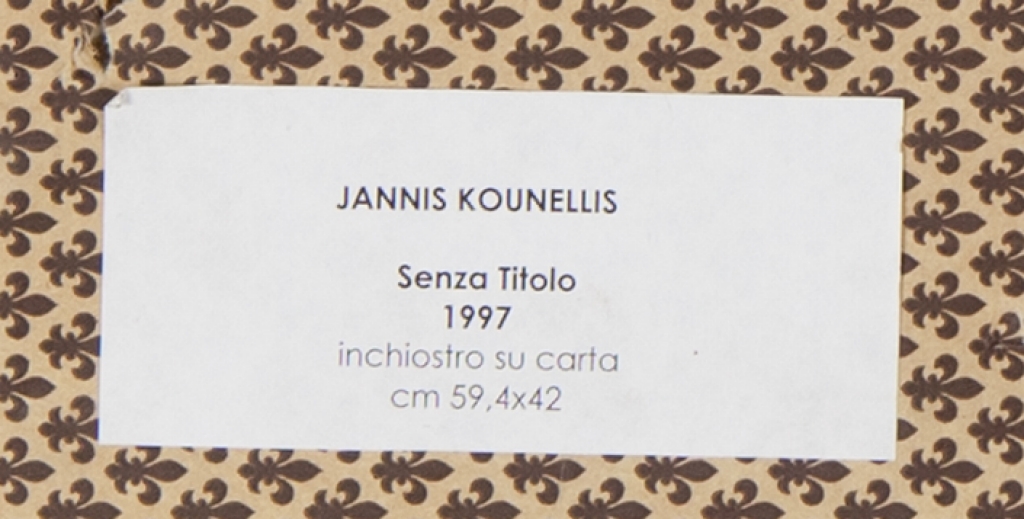 JANNIS KOUNELLIS
Senza Titolo
1997
inchiostro su carta
cm 59,4x42